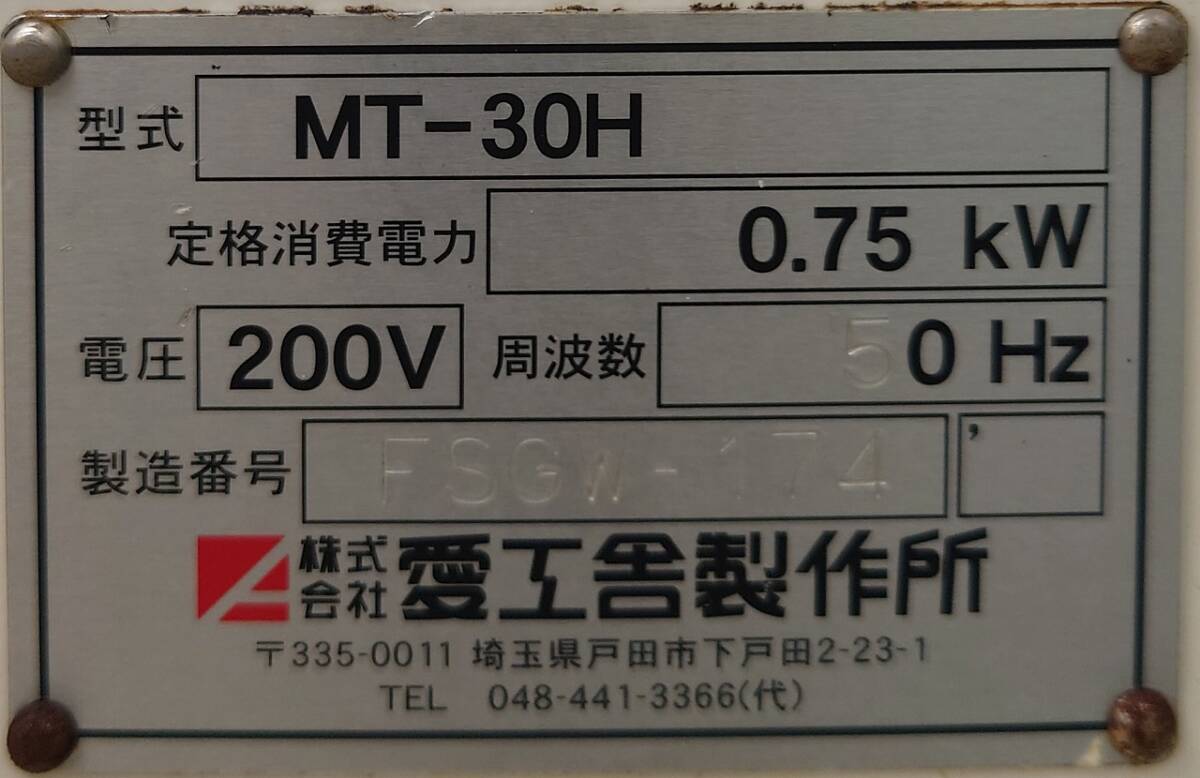 型式 MT-30H
定格消費電力 0.75 kW
電圧 200V 周波数 50 Hz
製造番号 FSGW-174
株式会社 愛工舎製作所
〒335-0011 埼玉県戸田市下戸田2-23-1
TEL 048-441-3366(代)